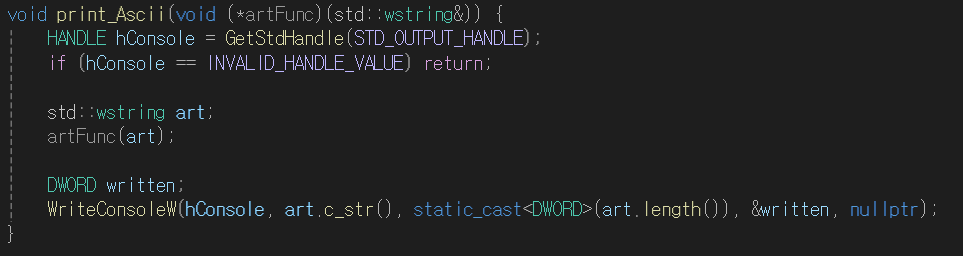 void print_Ascii(void (*artFunc)(std::wstring&)) {
    HANDLE hConsole = GetStdHandle(STD_OUTPUT_HANDLE);
    if (hConsole == INVALID_HANDLE_VALUE) return;
    std::wstring art;
    artFunc(art);
    DWORD written;
    WriteConsoleW(hConsole, art.c_str(), static_cast<DWORD>(art.length()), &written, nullptr);
}